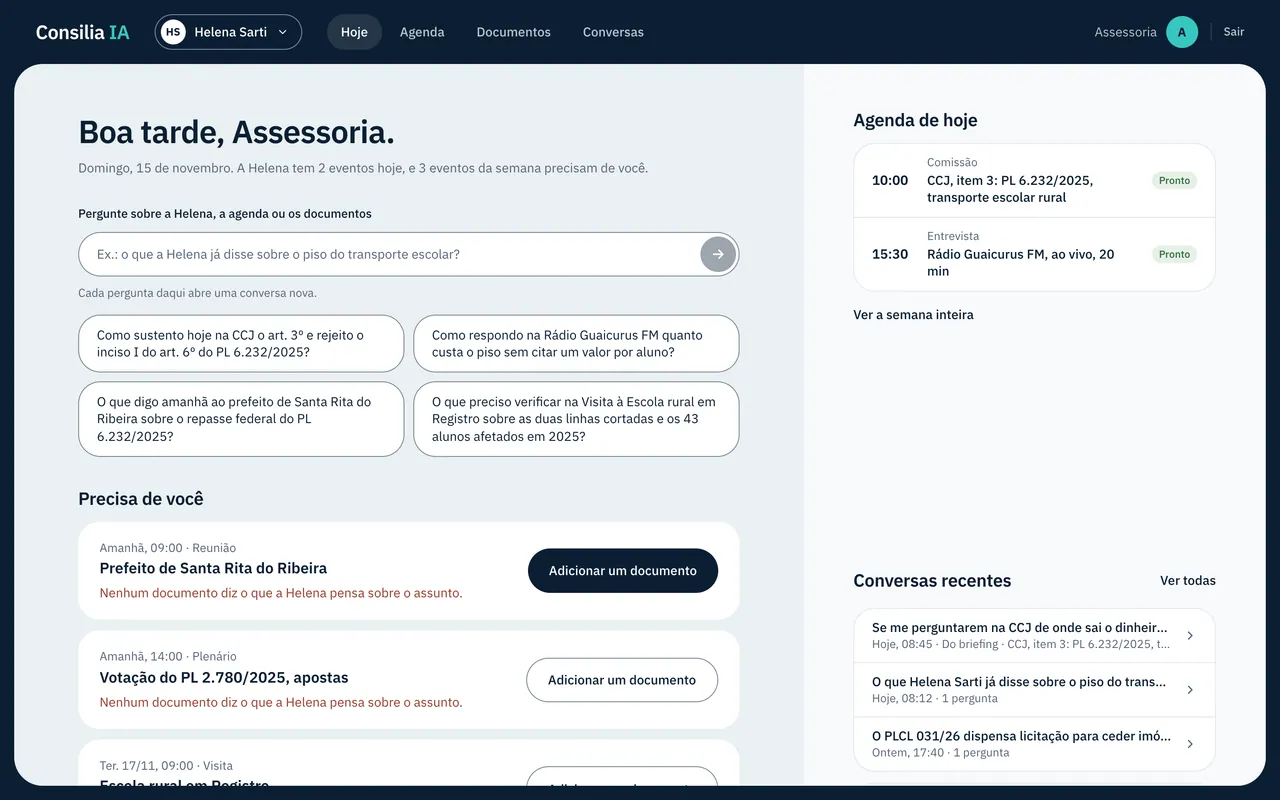 Consilia IA
HS Helena Sarti
Hoje
Agenda
Documentos
Conversas
Assessoria
A
Sair
Boa tarde, Assessoria.
Domingo, 15 de novembro. A Helena tem 2 eventos hoje, e 3 eventos da semana precisam de você.
Pergunte sobre a Helena, a agenda ou os documentos
Ex.: o que a Helena já disse sobre o piso do transporte escolar?
Cada pergunta daqui abre uma conversa nova.
Como sustento hoje na CCJ o art. 3º e rejeito o
inciso I do art. 6º do PL 6.232/2025?
Como respondo na Rádio Guaicurus FM quanto
custa o piso sem citar um valor por aluno?
O que digo amanhã ao prefeito de Santa Rita do
Ribeira sobre o repasse federal do PL
6.232/2025?
O que preciso verificar na Visita à Escola rural em
Registro sobre as duas linhas cortadas e os 43
alunos afetados em 2025?
Precisa de você
Amanhã, 09:00 · Reunião
Prefeito de Santa Rita do Ribeira
Nenhum documento diz o que a Helena pensa sobre o assunto.
Adicionar um documento
Amanhã, 14:00 · Plenário
Votação do PL 2.780/2025, apostas
Nenhum documento diz o que a Helena pensa sobre o assunto.
Adicionar um documento
Ter. 17/11, 09:00 · Visita
Escola rural em Registro
Agenda de hoje
10:00
Comissão
CCJ, item 3: PL 6.232/2025,
transporte escolar rural
Pronto
15:30
Entrevista
Rádio Guaicurus FM, ao vivo, 20
min
Pronto
Ver a semana inteira
Conversas recentes
Ver todas
Se me perguntarem na CCJ de onde sai o dinheir...
Hoje, 08:45 · Do briefing · CCJ, item 3: PL 6.232/2025, t...
O que Helena Sarti já disse sobre o piso do trans...
Hoje, 08:12 · 1 pergunta
O PLCL 031/26 dispensa licitação para ceder imó...
Ontem, 17:40 · 1 pergunta